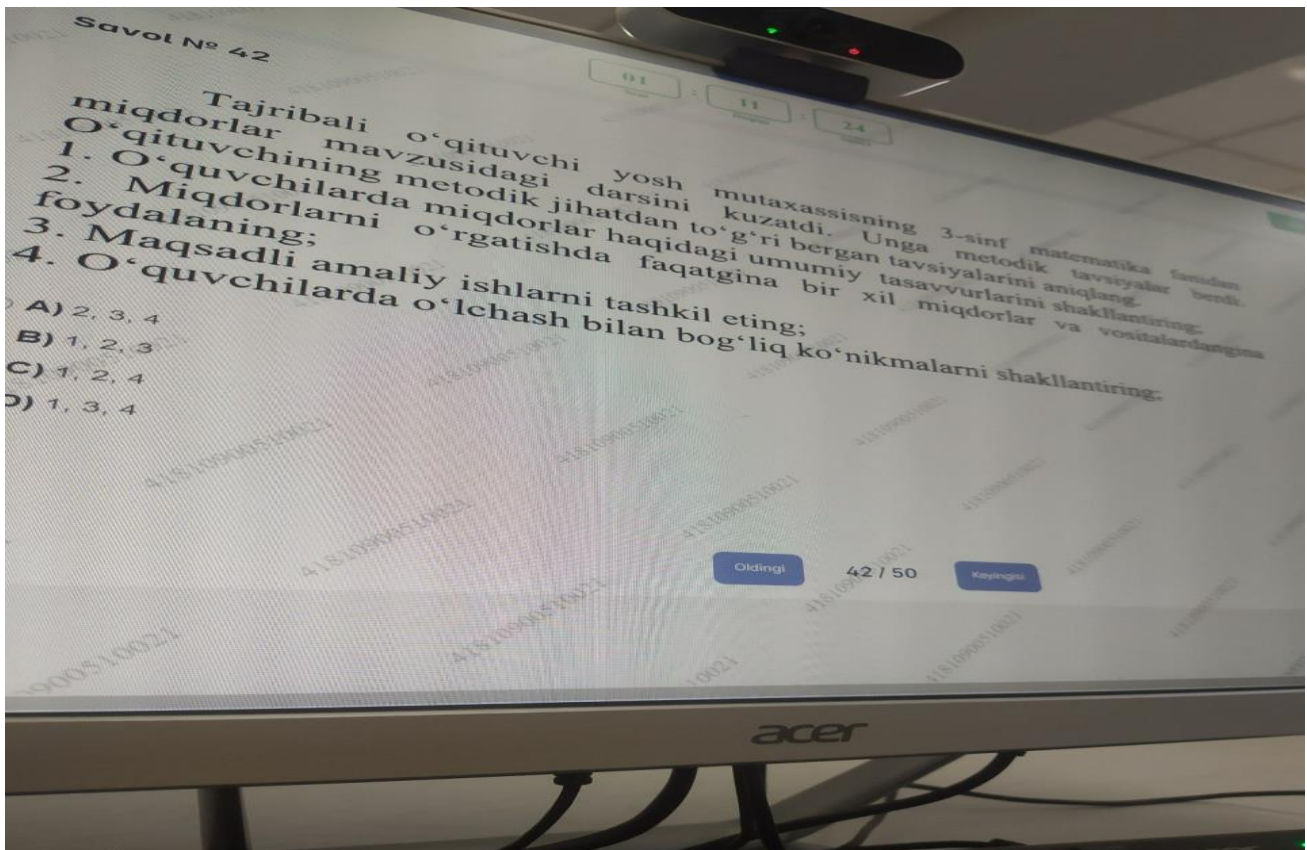 Savol № 42
01 : 11 : 24
Tajribali o‘qituvchi yosh mutaxassisning 3-sinf matematika fanidan
miqdorlar mavzusidagi darsini kuzatdi. Unga metodik tavsiyalar berdi.
O‘qituvchining metodik jihatdan to‘g‘ri bergan tavsiyalarini aniqlang.
1. O‘quvchilarda miqdorlar haqidagi umumiy tasavvurlarini shakllantiring;
2. Miqdorlarni o‘rgatishda faqatgina bir xil miqdorlar va vositalardangina
foydalaning;
3. Maqsadli amaliy ishlarni tashkil eting;
4. O‘quvchilarda o‘lchash bilan bog‘liq ko‘nikmalarni shakllantiring;
A) 2, 3, 4
B) 1, 2, 3
C) 1, 2, 4
D) 1, 3, 4
Oldingi 42 / 50 Keyingisi
41810900510021
acer